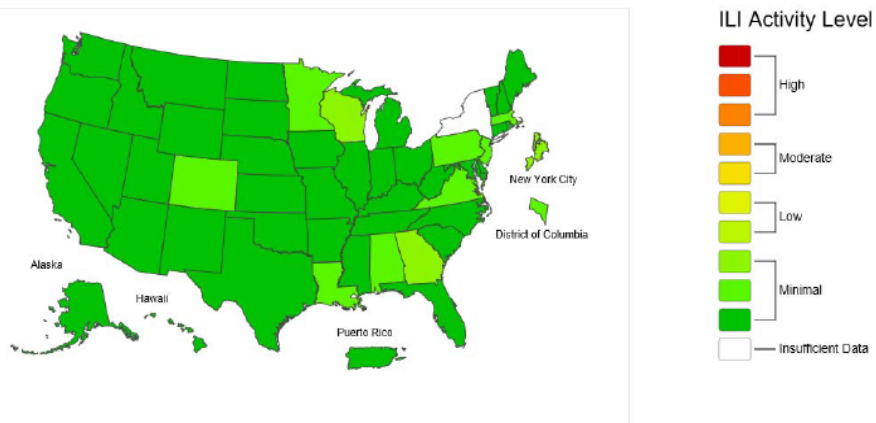 ILI Activity Level
High
Moderate
Low
Minimal
Insufficient Data
New York City
District of Columbia
Alaska
Hawaii
Puerto Rico